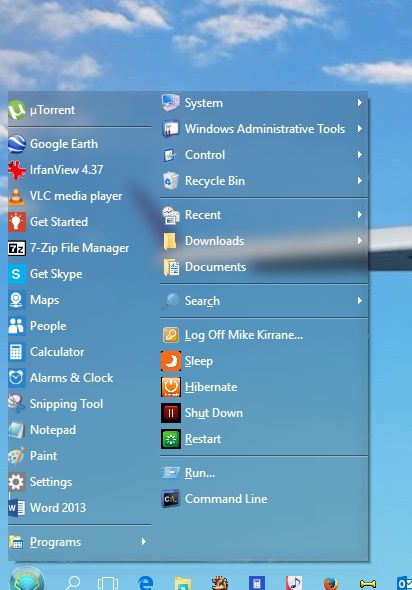 µTorrent
Google Earth
IrfanView 4.37
VLC media player
Get Started
7-Zip File Manager
Get Skype
Maps
People
Calculator
Alarms & Clock
Snipping Tool
Notepad
Paint
Settings
Word 2013
Programs
System
Windows Administrative Tools
Control
Recycle Bin
Recent
Downloads
Documents
Search
Log Off Mike Kirrane...
Sleep
Hibernate
Shut Down
Restart
Run...
Command Line